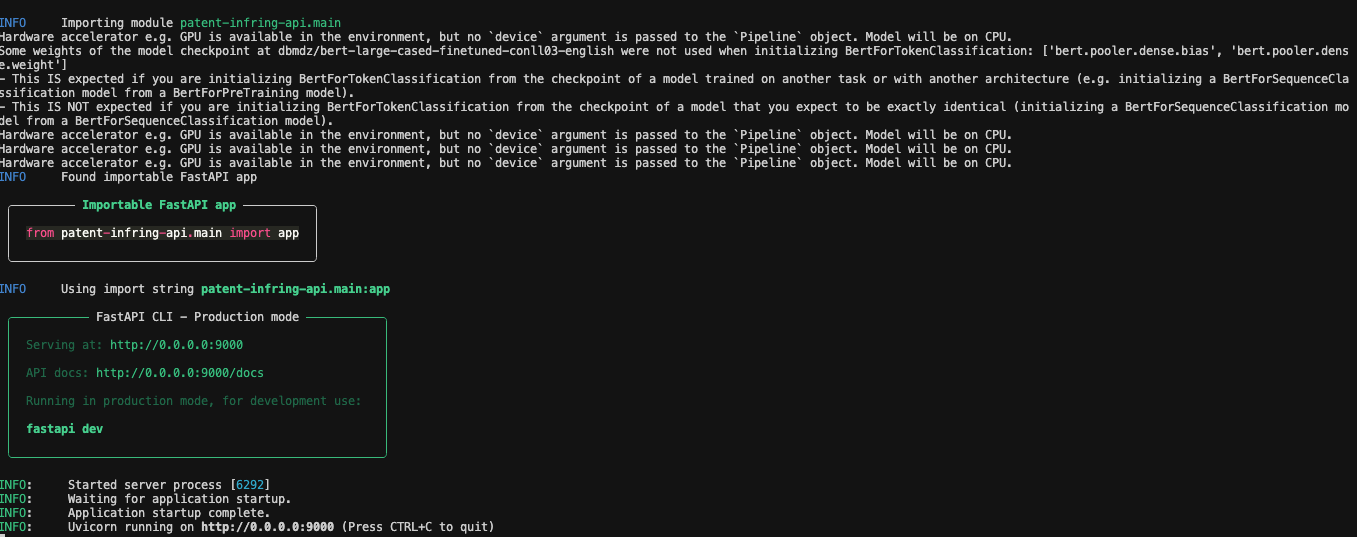 INFO     Importing module patent-infring-api.main
Hardware accelerator e.g. GPU is available in the environment, but no `device` argument is passed to the `Pipeline` object. Model will be on CPU.
Some weights of the model checkpoint at dbmdz/bert-large-cased-finetuned-conll03-english were not used when initializing BertForTokenClassification: ['bert.pooler.dense.bias', 'bert.pooler.dens
e.weight']
- This IS expected if you are initializing BertForTokenClassification from the checkpoint of a model trained on another task or with another architecture (e.g. initializing a BertForSequenceCla
ssification model from a BertForPreTraining model).
- This IS NOT expected if you are initializing BertForTokenClassification from the checkpoint of a model that you expect to be exactly identical (initializing a BertForSequenceClassification mo
del from a BertForSequenceClassification model).
Hardware accelerator e.g. GPU is available in the environment, but no `device` argument is passed to the `Pipeline` object. Model will be on CPU.
Hardware accelerator e.g. GPU is available in the environment, but no `device` argument is passed to the `Pipeline` object. Model will be on CPU.
Hardware accelerator e.g. GPU is available in the environment, but no `device` argument is passed to the `Pipeline` object. Model will be on CPU.
INFO     Found importable FastAPI app
Importable FastAPI app
from patent-infring-api.main import app
INFO     Using import string patent-infring-api.main:app
FastAPI CLI - Production mode
Serving at: http://0.0.0.0:9000
API docs: http://0.0.0.0:9000/docs
Running in production mode, for development use:
fastapi dev
INFO:     Started server process [6292]
INFO:     Waiting for application startup.
INFO:     Application startup complete.
INFO:     Uvicorn running on http://0.0.0.0:9000 (Press CTRL+C to quit)